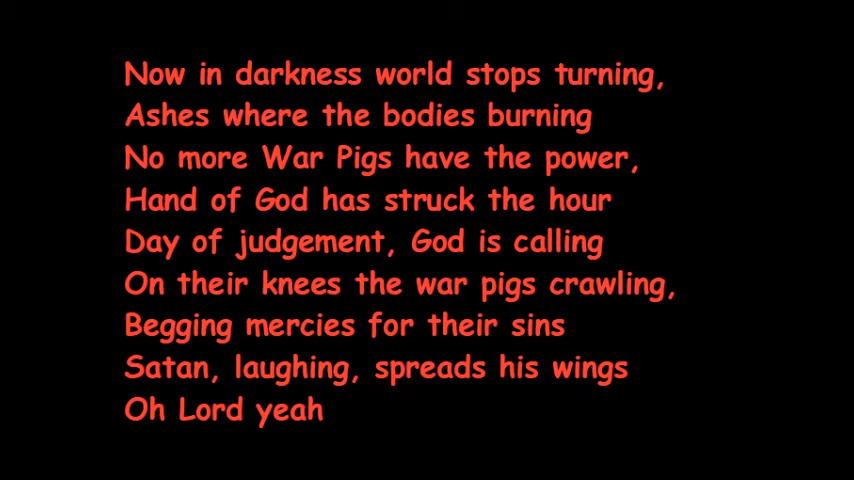 Now in darkness world stops turning,
Ashes where the bodies burning
No more War Pigs have the power,
Hand of God has struck the hour
Day of judgement, God is calling
On their knees the war pigs crawling,
Begging mercies for their sins
Satan, laughing, spreads his wings
Oh Lord yeah